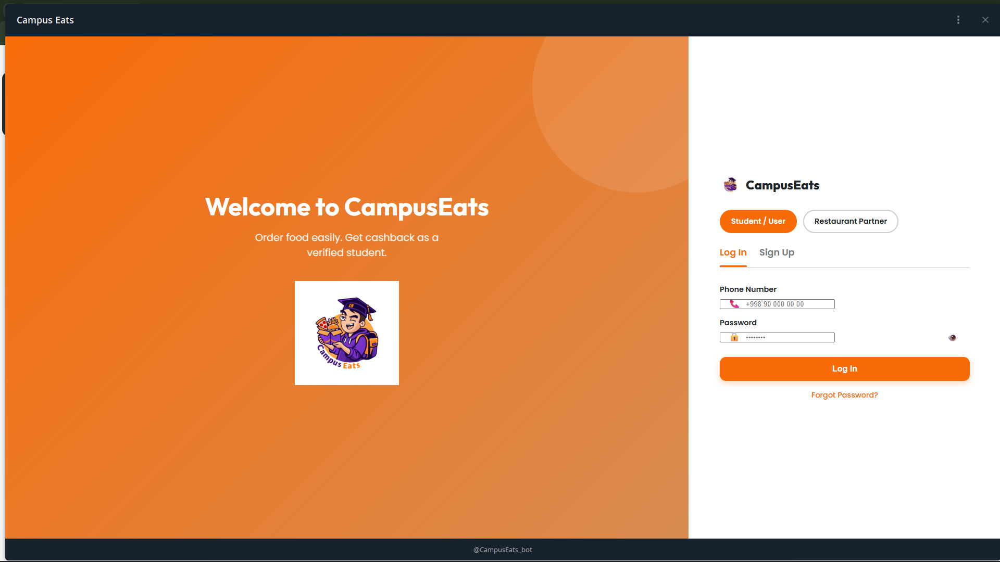 Campus Eats
Welcome to CampusEats
Order food easily. Get cashback as a
verified student.
C
Campus Eats
CampusEats
Student / User
Restaurant Partner
Log In
Sign Up
Phone Number
+998 90 000 00 00
Password
••••••••
Log In
Forgot Password?
@CampusEats_bot